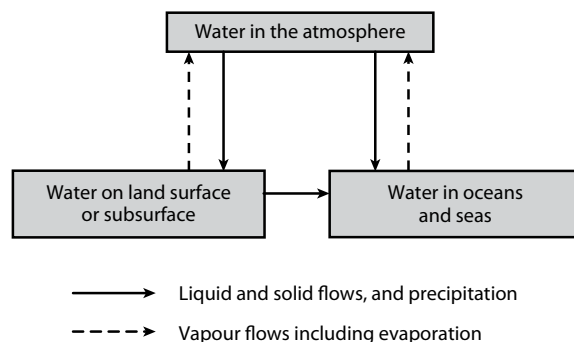 Water in the atmosphere
Water on land surface
or subsurface
Water in oceans
and seas
Liquid and solid flows, and precipitation
Vapour flows including evaporation